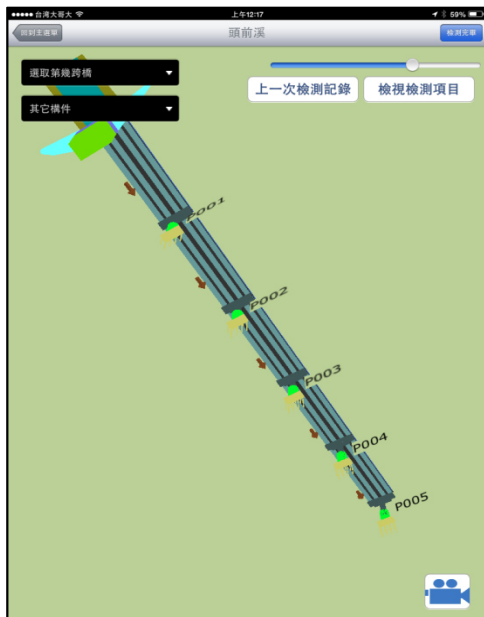 台灣大哥大
上午12:17
59%
回到主選單
頭前溪
檢測完畢
選取第幾跨橋
其它構件
上一次檢測記錄
檢視檢測項目
P001
P002
P003
P004
P005